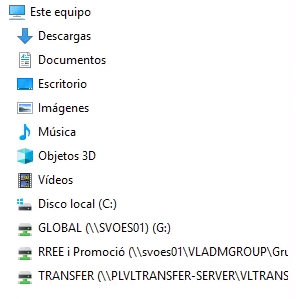 Este equipo
Descargas
Documentos
Escritorio
Imágenes
Música
Objetos 3D
Vídeos
Disco local (C:)
GLOBAL (\\SVOES01) (G:)
RREE i Promoció (\\svoes01\VLADMGROUP\Gru
TRANSFER (\\PLVLTRANSFER-SERVER\VLTRANS